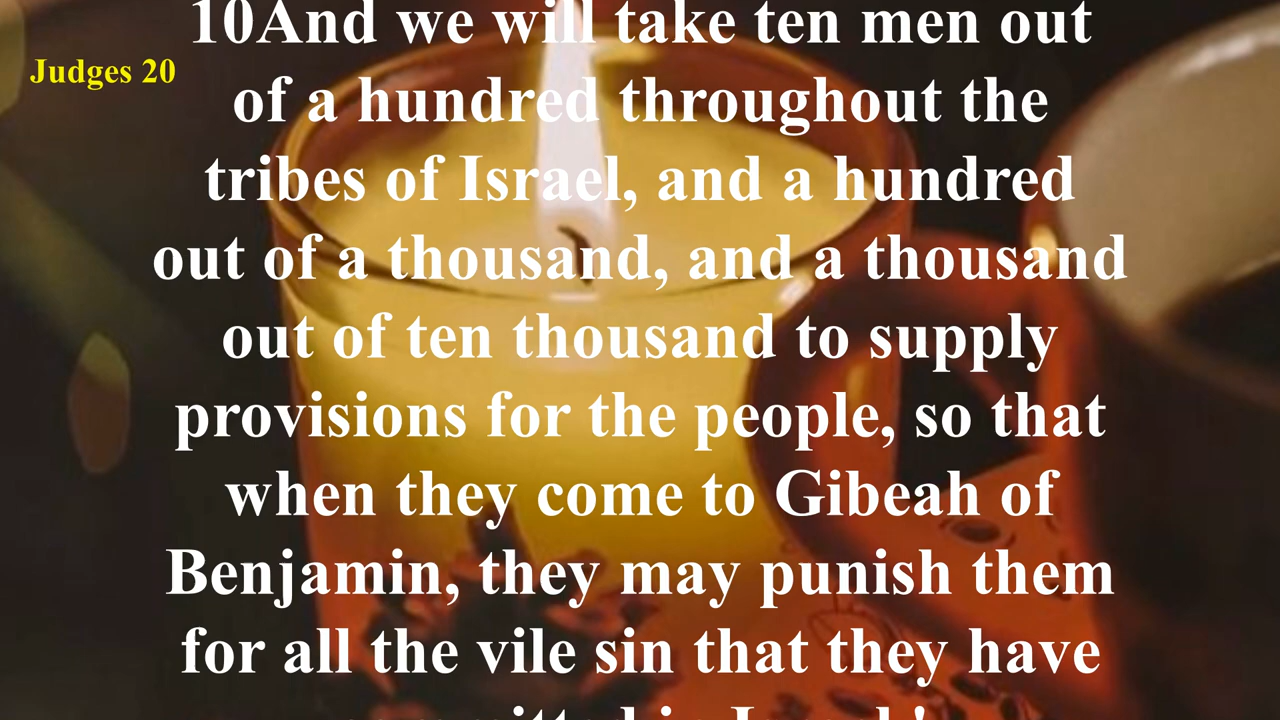 10And we will take ten men out
Judges 20
of a hundred throughout the
tribes of Israel, and a hundred
out of a thousand, and a thousand
out of ten thousand to supply
provisions for the people, so that
when they come to Gibeah of
Benjamin, they may punish them
for all the vile sin that they have